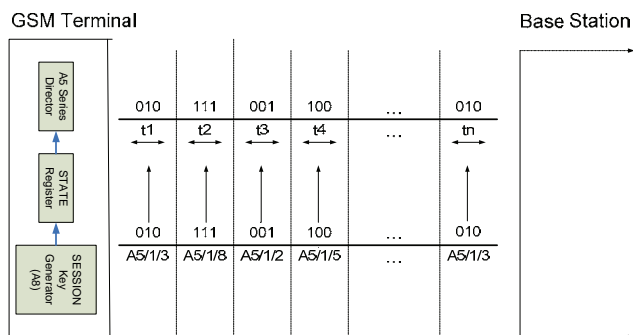 GSM Terminal
Base Station
A5 Series
Director
STATE
Register
SESSION
Key
Generator
(A8)
010 111 001 100 ... 010
t1 t2 t3 t4 ... tn
010 111 001 100 ... 010
A5/1/3 A5/1/8 A5/1/2 A5/1/5 ... A5/1/3